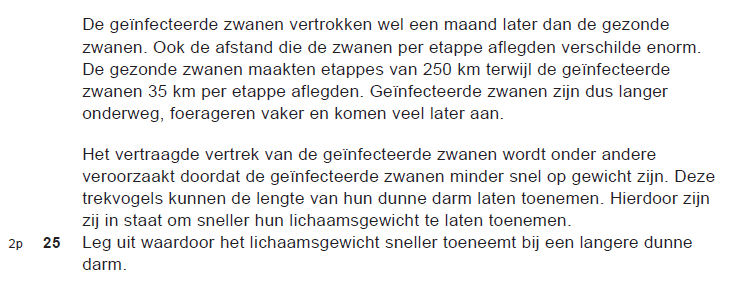 De geïnfecteerde zwanen vertrokken wel een maand later dan de gezonde
zwanen. Ook de afstand die de zwanen per etappe aflegden verschilde enorm.
De gezonde zwanen maakten etappes van 250 km terwijl de geïnfecteerde
zwanen 35 km per etappe aflegden. Geïnfecteerde zwanen zijn dus langer
onderweg, foerageren vaker en komen veel later aan.
Het vertraagde vertrek van de geïnfecteerde zwanen wordt onder andere
veroorzaakt doordat de geïnfecteerde zwanen minder snel op gewicht zijn. Deze
trekvogels kunnen de lengte van hun dunne darm laten toenemen. Hierdoor zijn
zij in staat om sneller hun lichaamsgewicht te laten toenemen.
2p 25 Leg uit waardoor het lichaamsgewicht sneller toeneemt bij een langere dunne
darm.